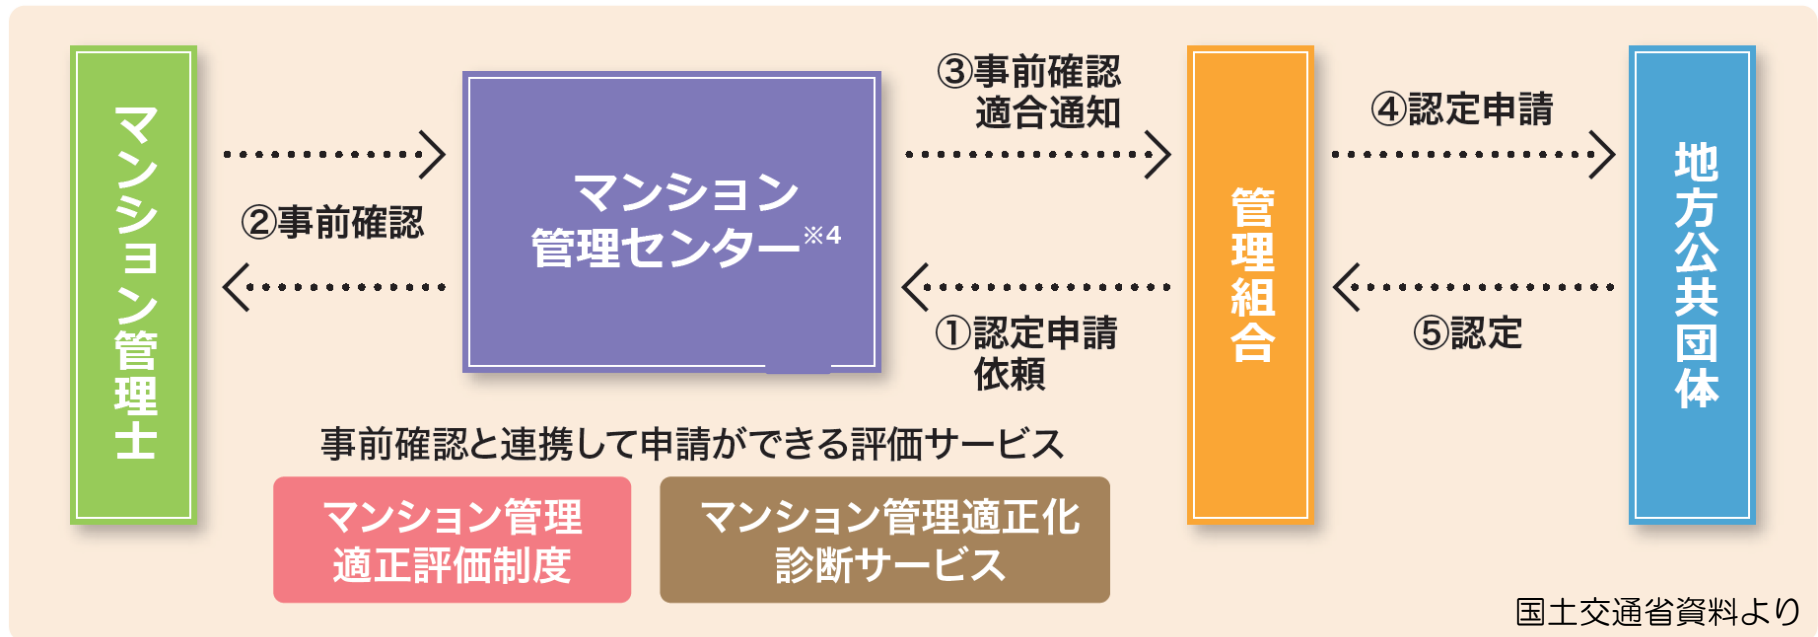 マンション管理士
②事前確認
マンション
管理センター※4
③事前確認
適合通知
①認定申請
依頼
管理組合
④認定申請
⑤認定
地方公共団体
事前確認と連携して申請ができる評価サービス
マンション管理
適正評価制度
マンション管理適正化
診断サービス
国土交通省資料より